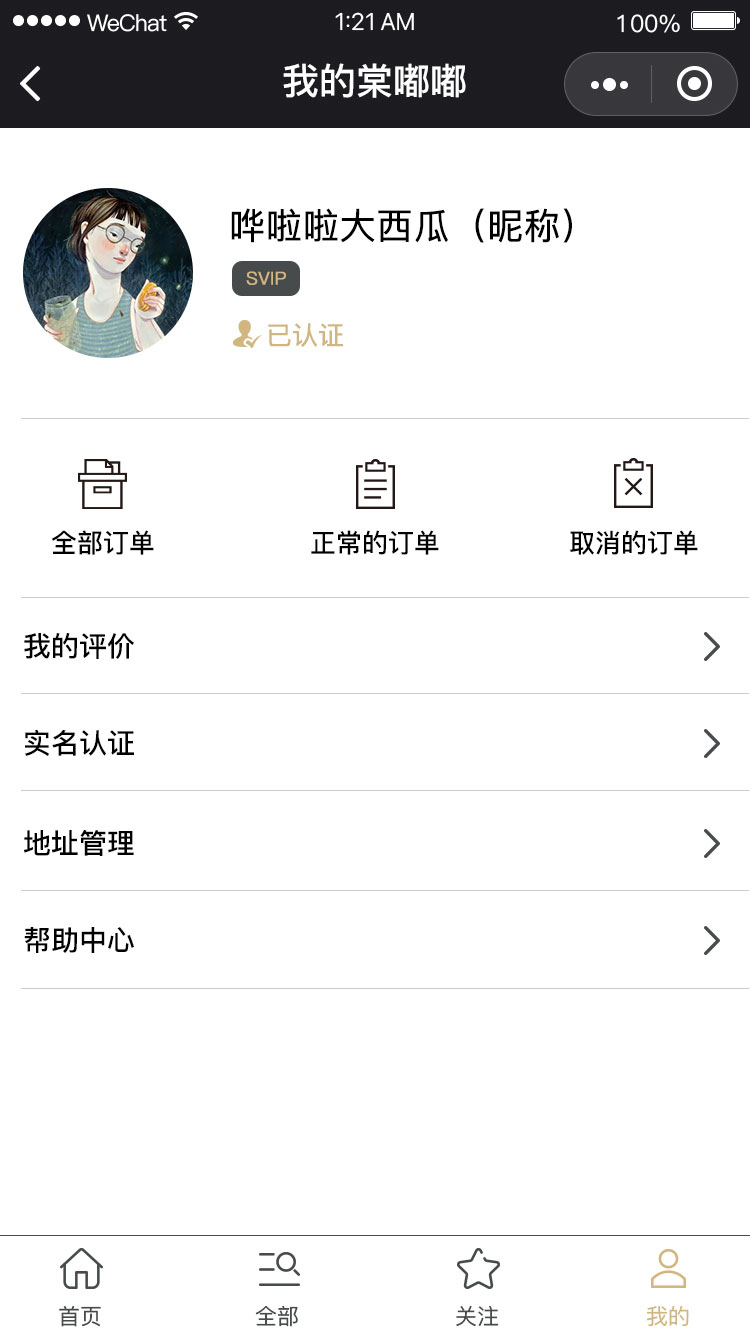 WeChat 1:21 AM 100%
我的棠嘟嘟
哗啦啦大西瓜（昵称）
SVIP
已认证
全部订单 正常的订单 取消的订单
我的评价
实名认证
地址管理
帮助中心
首页 全部 关注 我的